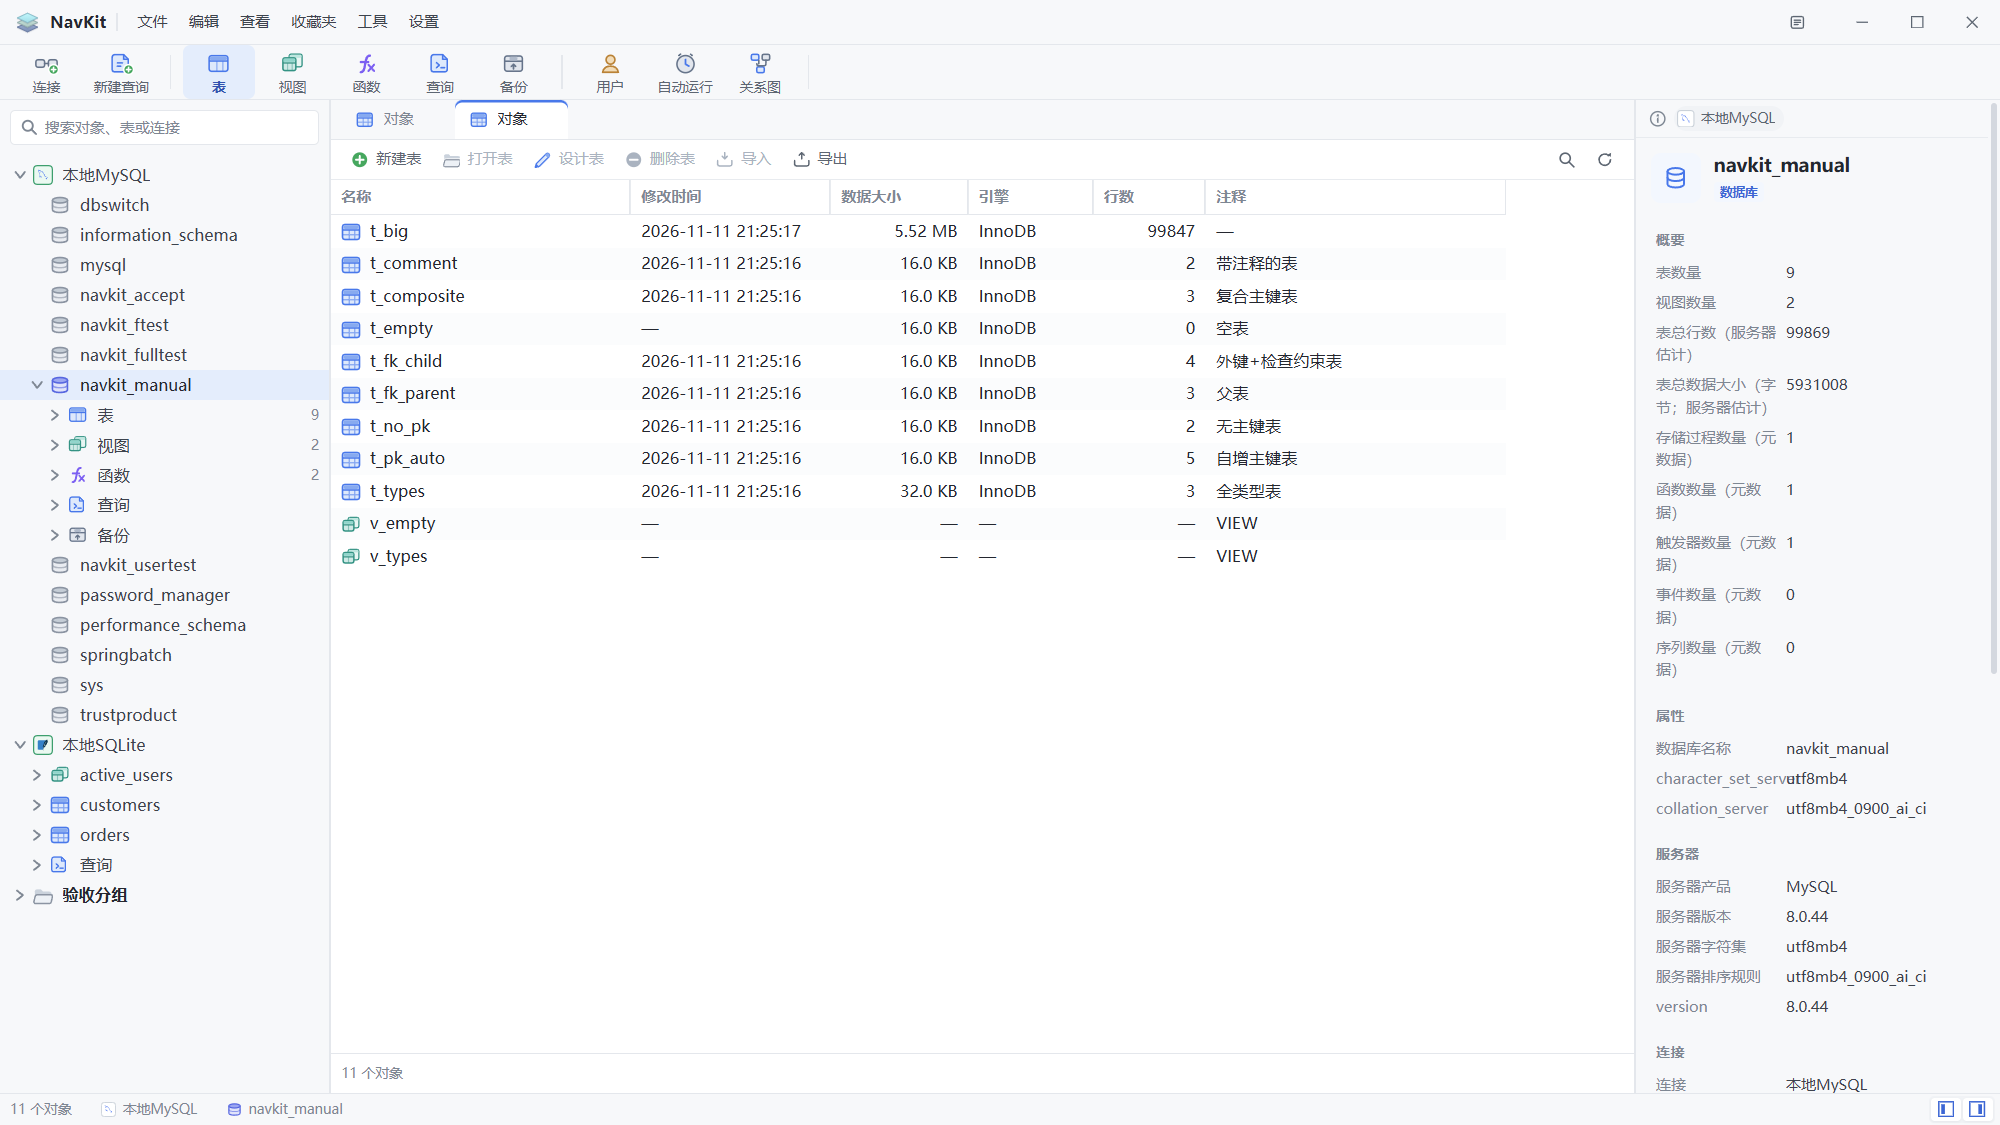 NavKit 文件 编辑 查看 收藏夹 工具 设置
连接 新建查询 表 视图 函数 查询 备份 用户 自动运行 关系图
搜索对象、表或连接
本地MySQL
dbswitch
information_schema
mysql
navkit_accept
navkit_ftest
navkit_fulltest
navkit_manual
表 9
视图 2
函数 2
查询
备份
navkit_usertest
password_manager
performance_schema
springbatch
sys
trustproduct
本地SQLite
active_users
customers
orders
查询
验收分组
对象 对象
新建表 打开表 设计表 删除表 导入 导出
名称 修改时间 数据大小 引擎 行数 注释
t_big 2026-11-11 21:25:17 5.52 MB InnoDB 99847 —
t_comment 2026-11-11 21:25:16 16.0 KB InnoDB 2 带注释的表
t_composite 2026-11-11 21:25:16 16.0 KB InnoDB 3 复合主键表
t_empty — 16.0 KB InnoDB 0 空表
t_fk_child 2026-11-11 21:25:16 16.0 KB InnoDB 4 外键+检查约束表
t_fk_parent 2026-11-11 21:25:16 16.0 KB InnoDB 3 父表
t_no_pk 2026-11-11 21:25:16 16.0 KB InnoDB 2 无主键表
t_pk_auto 2026-11-11 21:25:16 16.0 KB InnoDB 5 自增主键表
t_types 2026-11-11 21:25:16 32.0 KB InnoDB 3 全类型表
v_empty — — — — VIEW
v_types — — — — VIEW
11 个对象
本地MySQL
navkit_manual
数据库
概要
表数量 9
视图数量 2
表总行数（服务器 99869
估计）
表总数据大小（字 5931008
节；服务器估计）
存储过程数量（元 1
数据）
函数数量（元数 1
据）
触发器数量（元数 1
据）
事件数量（元数 0
据）
序列数量（元数 0
据）
属性
数据库名称 navkit_manual
character_set_server utf8mb4
collation_server utf8mb4_0900_ai_ci
服务器
服务器产品 MySQL
服务器版本 8.0.44
服务器字符集 utf8mb4
服务器排序规则 utf8mb4_0900_ai_ci
version 8.0.44
连接
连接 本地MySQL
11 个对象 本地MySQL navkit_manual